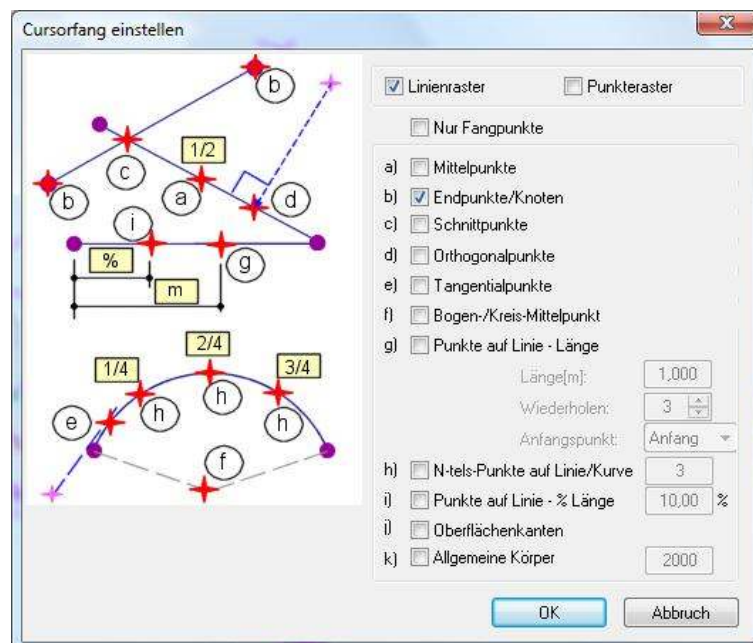 Cursorfang einstellen
b
1/2
c
a
d
b
i
g
%
m
2/4
1/4
3/4
h
h
h
e
f
Linienraster
Punkteraster
Nur Fangpunkte
a) Mittelpunkte
b) Endpunkte/Knoten
c) Schnittpunkte
d) Orthogonalpunkte
e) Tangentialpunkte
f) Bogen-/Kreis-Mittelpunkt
g) Punkte auf Linie - Länge
Länge[m]: 1,000
Wiederholen: 3
Anfangspunkt: Anfang
h) N-tels-Punkte auf Linie/Kurve 3
i) Punkte auf Linie - % Länge 10,00 %
j) Oberflächenkanten
k) Allgemeine Körper 2000
OK
Abbruch